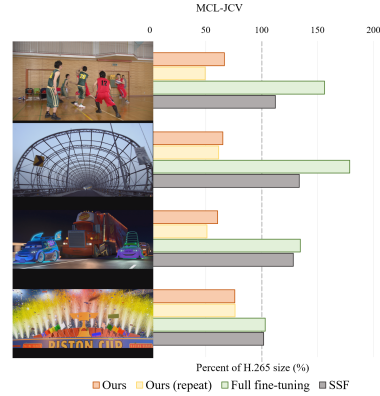 MCL-JCV
0 50 100 150 200
PISTON CUP
Percent of H.265 size (%)
Ours Ours (repeat) Full fine-tuning SSF